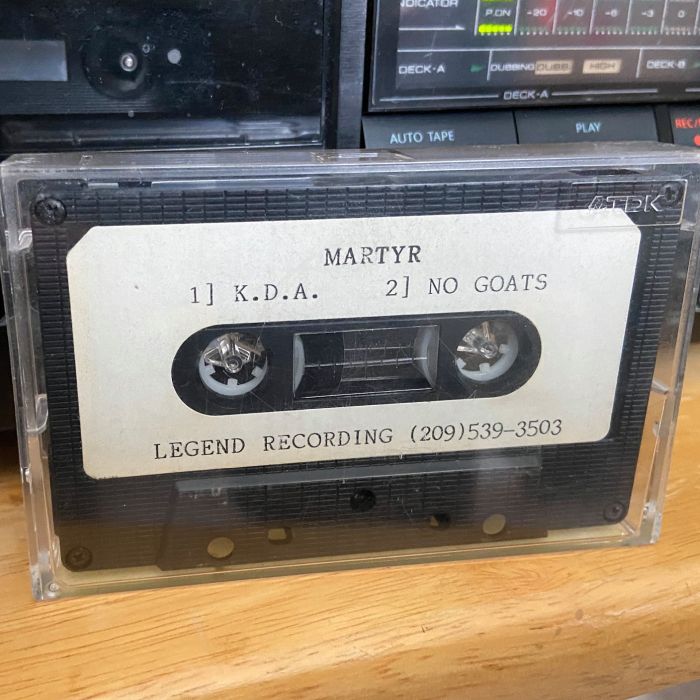 INDICATOR
P.ON -20 -10 -6 -3 0
DECK-A DUBBING DUBB. HIGH DECK-B
DECK-A
AUTO TAPE PLAY REC/
TDK
MARTYR
1] K.D.A. 2] NO GOATS
LEGEND RECORDING (209)539-3503